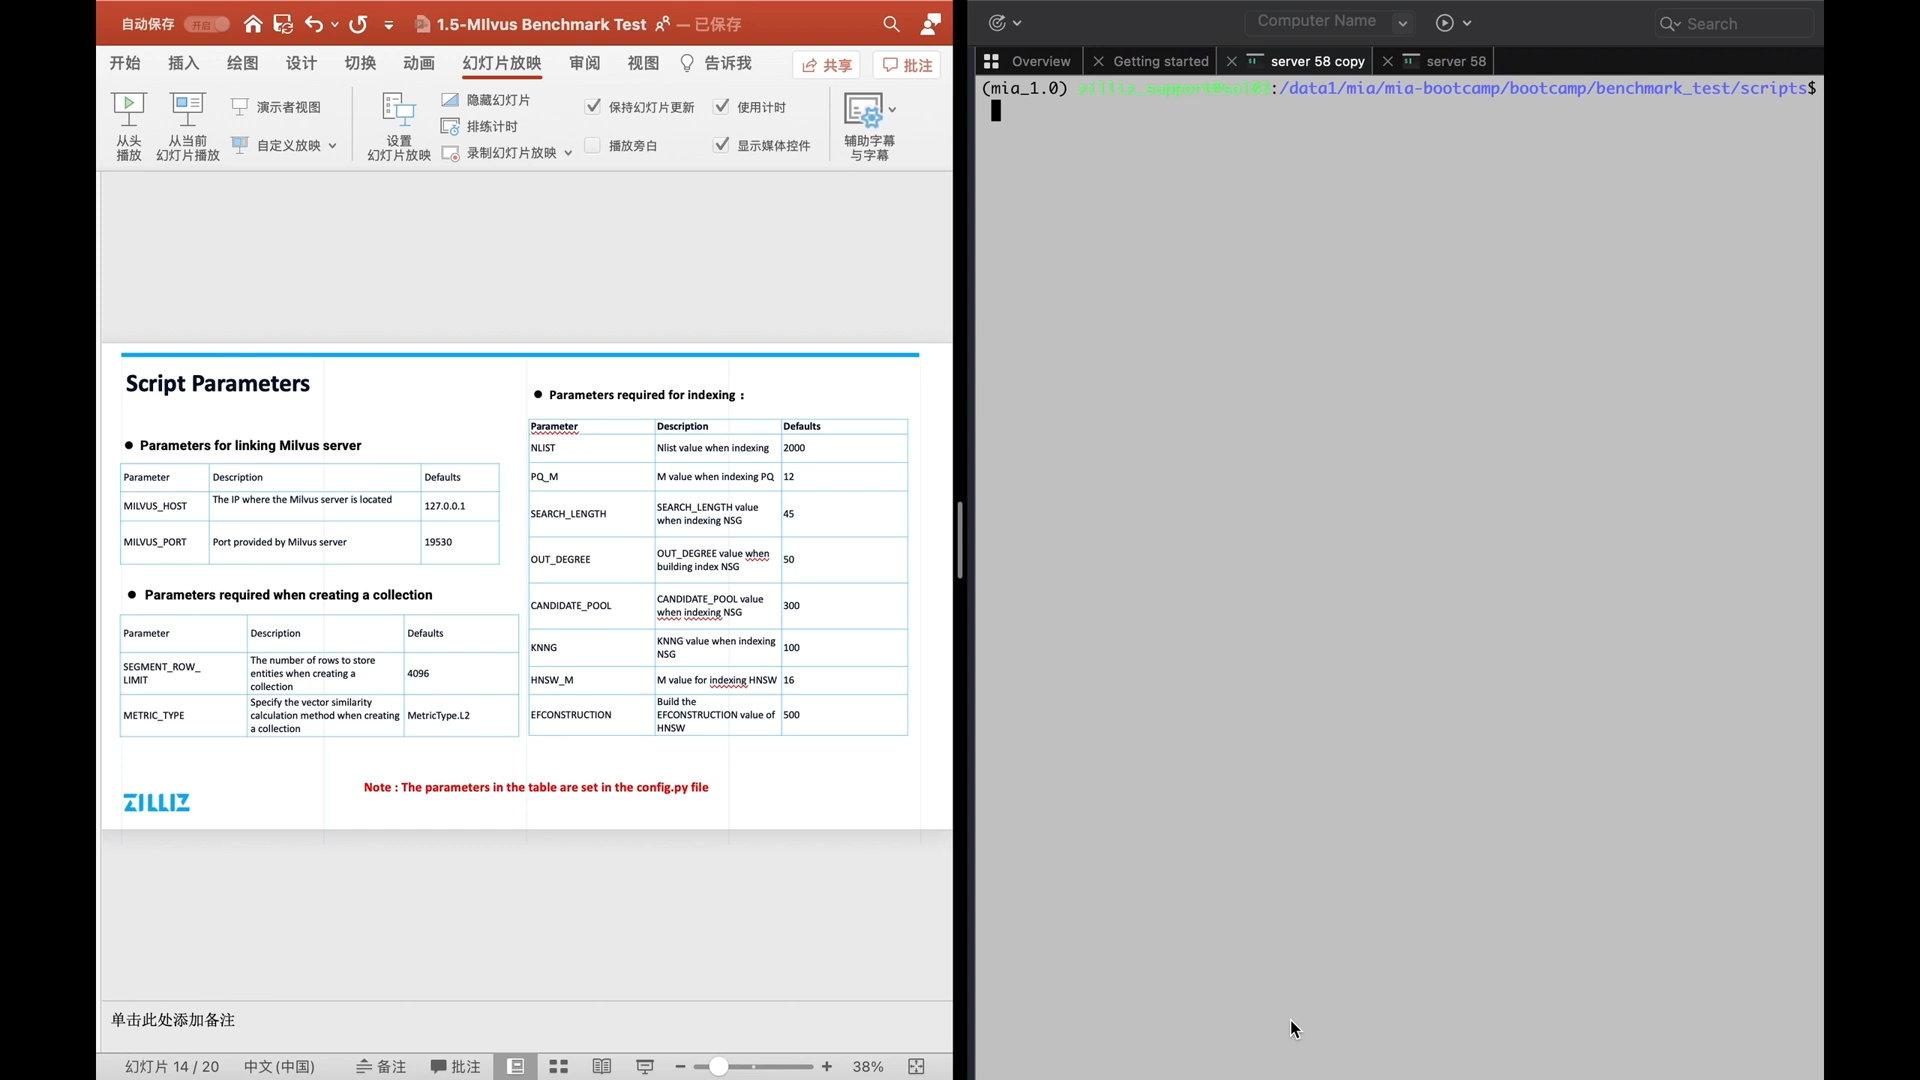 自动保存
开启
1.5-MIlvus Benchmark Test
— 已保存
开始 插入 绘图 设计 切换 动画 幻灯片放映 审阅 视图 告诉我
共享 批注
从头
播放
从当前
幻灯片播放
演示者视图
自定义放映
设置
幻灯片放映
隐藏幻灯片
排练计时
录制幻灯片放映
保持幻灯片更新
播放旁白
使用计时
显示媒体控件
辅助字幕
与字幕
Script Parameters
● Parameters for linking Milvus server
Parameter Description Defaults
MILVUS_HOST The IP where the Milvus server is located 127.0.0.1
MILVUS_PORT Port provided by Milvus server 19530
● Parameters required when creating a collection
Parameter Description Defaults
SEGMENT_ROW_
LIMIT
The number of rows to store
entities when creating a
collection
4096
METRIC_TYPE
Specify the vector similarity
calculation method when creating
a collection
MetricType.L2
● Parameters required for indexing：
Parameter Description Defaults
NLIST Nlist value when indexing 2000
PQ_M M value when indexing PQ 12
SEARCH_LENGTH
SEARCH_LENGTH value
when indexing NSG
45
OUT_DEGREE
OUT_DEGREE value when
building index NSG
50
CANDIDATE_POOL
CANDIDATE_POOL value
when indexing NSG
300
KNNG
KNNG value when indexing
NSG
100
HNSW_M M value for indexing HNSW 16
EFCONSTRUCTION
Build the
EFCONSTRUCTION value of
HNSW
500
Note : The parameters in the table are set in the config.py file
ZILLIZ
单击此处添加备注
幻灯片 14 / 20 中文(中国) 备注 批注 38%
Computer Name
Search
Overview
Getting started
server 58 copy
server 58
(mia_1.0) :/data1/mia/mia-bootcamp/bootcamp/benchmark_test/scripts$